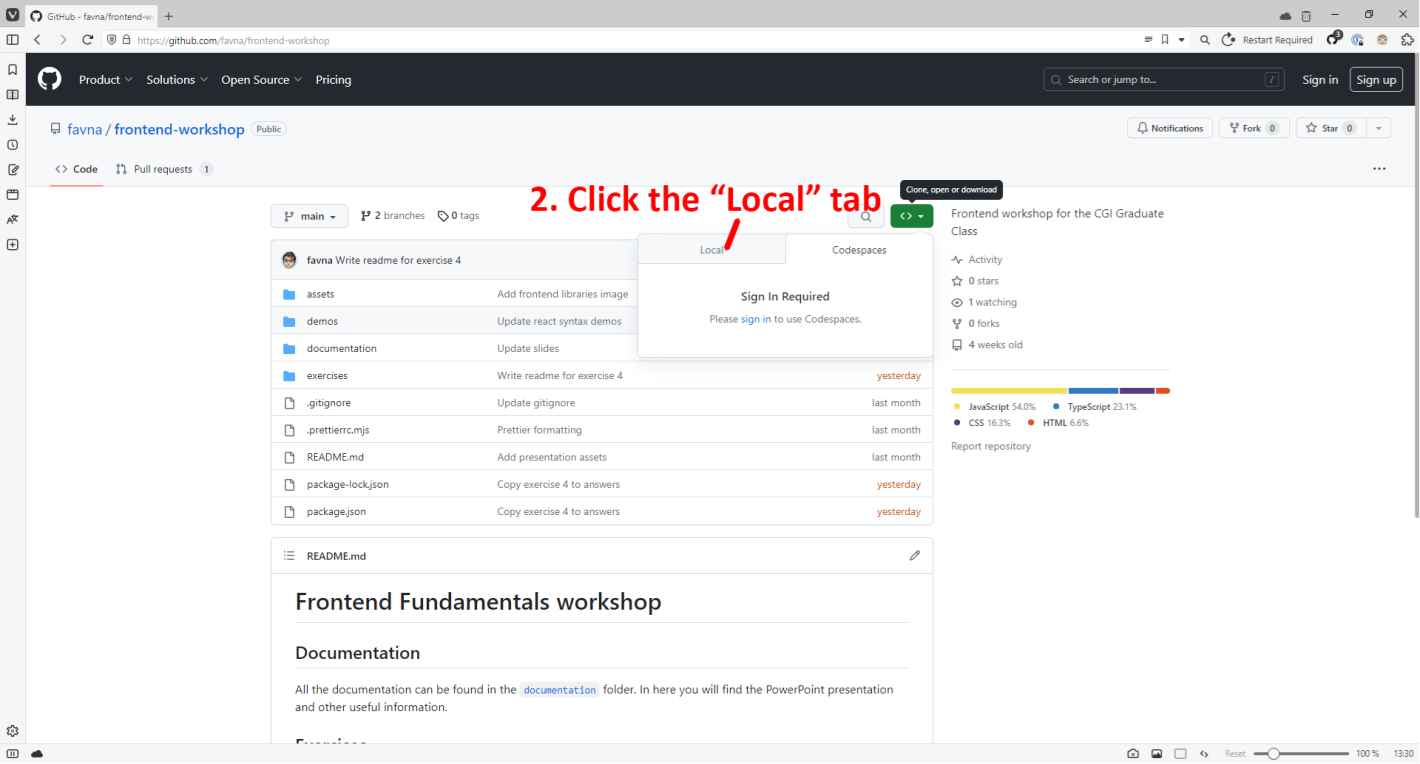 GitHub - favna/frontend-w
https://github.com/favna/frontend-workshop
Restart Required
3
Product
Solutions
Open Source
Pricing
Search or jump to...
/
Sign in
Sign up
favna / frontend-workshop
Public
Notifications
Fork 0
Star 0
Code
Pull requests 1
2. Click the “Local” tab
Clone, open or download
main
2 branches
0 tags
Local
Codespaces
Sign In Required
Please sign in to use Codespaces.
favna Write readme for exercise 4
assets Add frontend libraries image
demos Update react syntax demos
documentation Update slides
exercises Write readme for exercise 4 yesterday
.gitignore Update gitignore last month
.prettierrc.mjs Prettier formatting last month
README.md Add presentation assets last month
package-lock.json Copy exercise 4 to answers yesterday
package.json Copy exercise 4 to answers yesterday
Frontend workshop for the CGI Graduate
Class
Activity
0 stars
1 watching
0 forks
4 weeks old
JavaScript 54.0% TypeScript 23.1%
CSS 16.3% HTML 6.6%
Report repository
README.md
Frontend Fundamentals workshop
Documentation
All the documentation can be found in the documentation folder. In here you will find the PowerPoint presentation
and other useful information.
Exercises
Reset
100 %
13:30